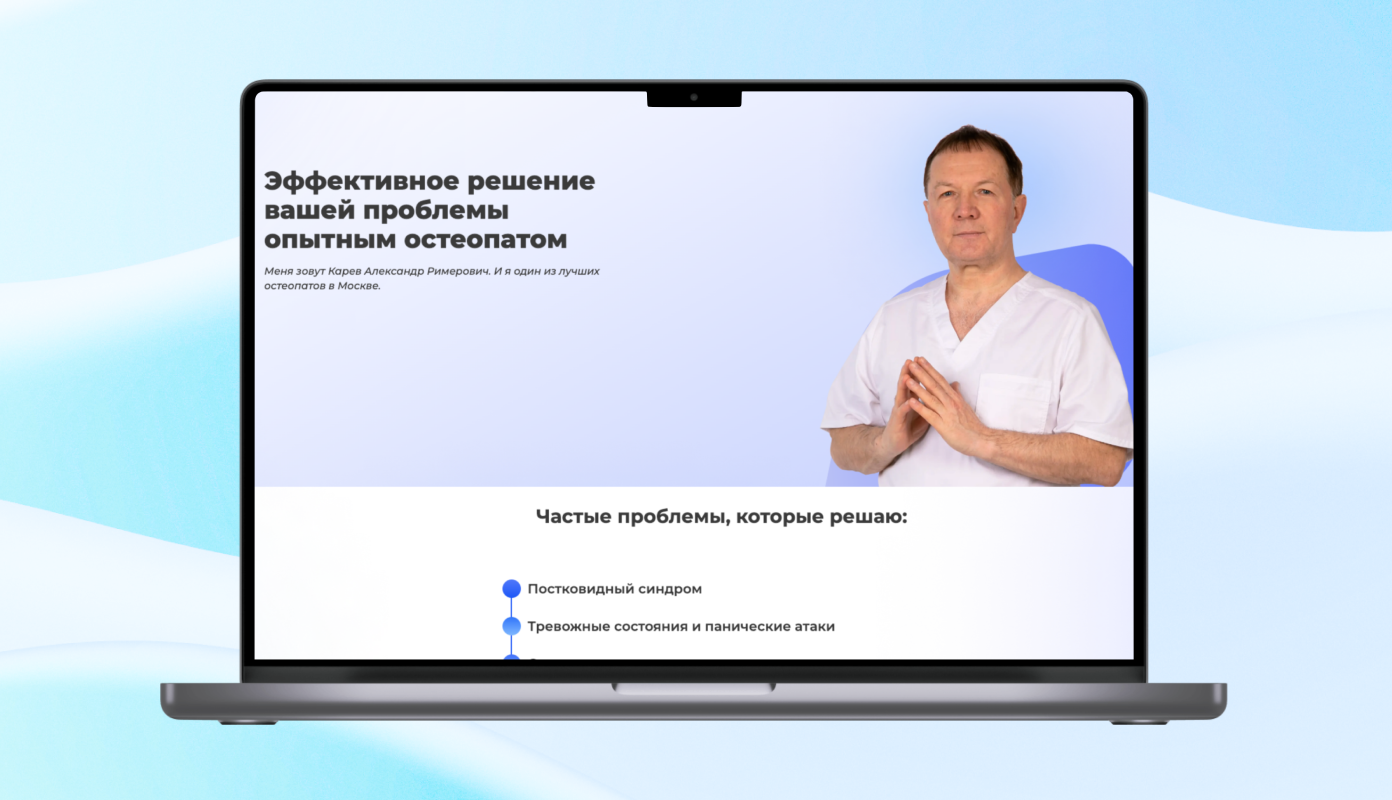 Эффективное решение
вашей проблемы
опытным остеопатом
Меня зовут Карев Александр Римерович. И я один из лучших
остеопатов в Москве.
Частые проблемы, которые решаю:
Постковидный синдром
Тревожные состояния и панические атаки